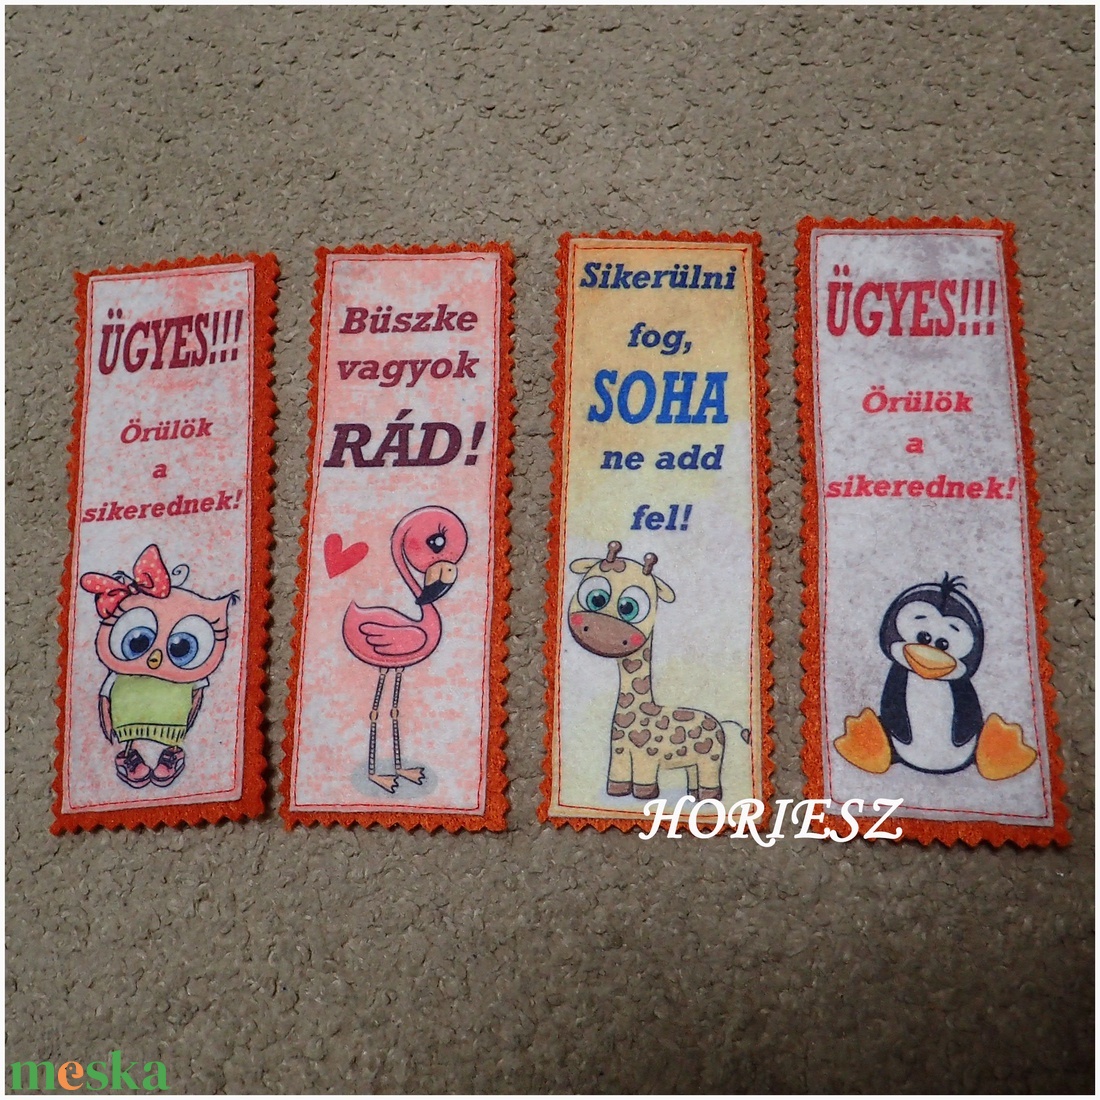 ÜGYES!!!
Örülök
a
sikerednek!
Büszke
vagyok
RÁD!
Sikerülni
fog,
SOHA
ne add
fel!
ÜGYES!!!
Örülök
a
sikerednek!
HORIESZ
meska